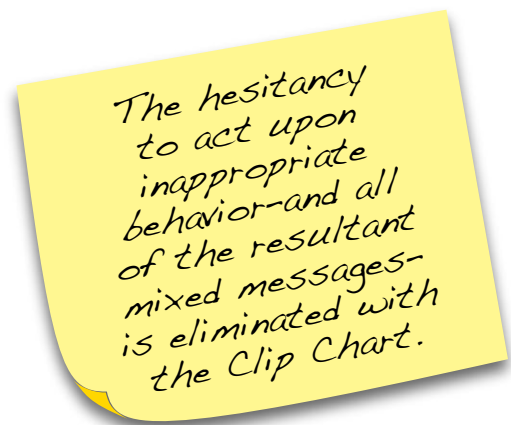 The hesitancy
to act upon
inappropriate
behavior-and all
of the resultant
mixed messages-
is eliminated with
the Clip Chart.